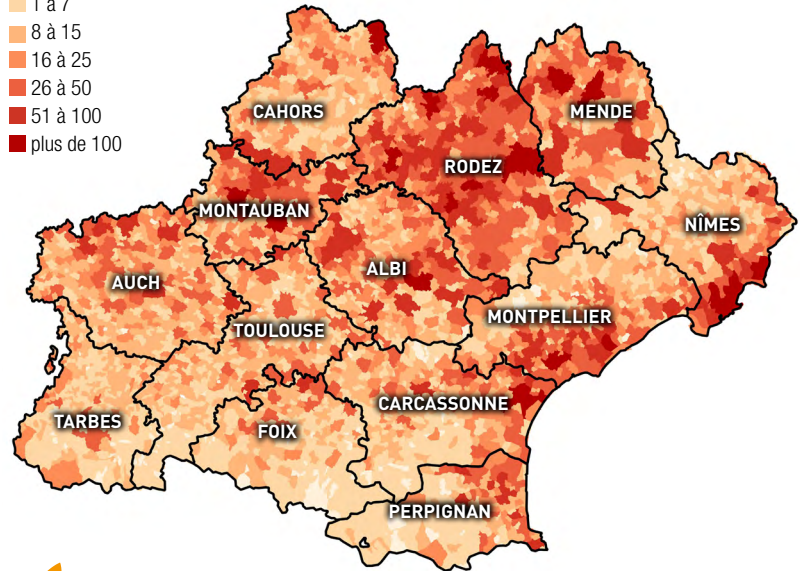 1 à 7
8 à 15
16 à 25
26 à 50
51 à 100
plus de 100
CAHORS
MENDE
RODEZ
MONTAUBAN
NÎMES
ALBI
AUCH
MONTPELLIER
TOULOUSE
CARCASSONNE
TARBES
FOIX
PERPIGNAN